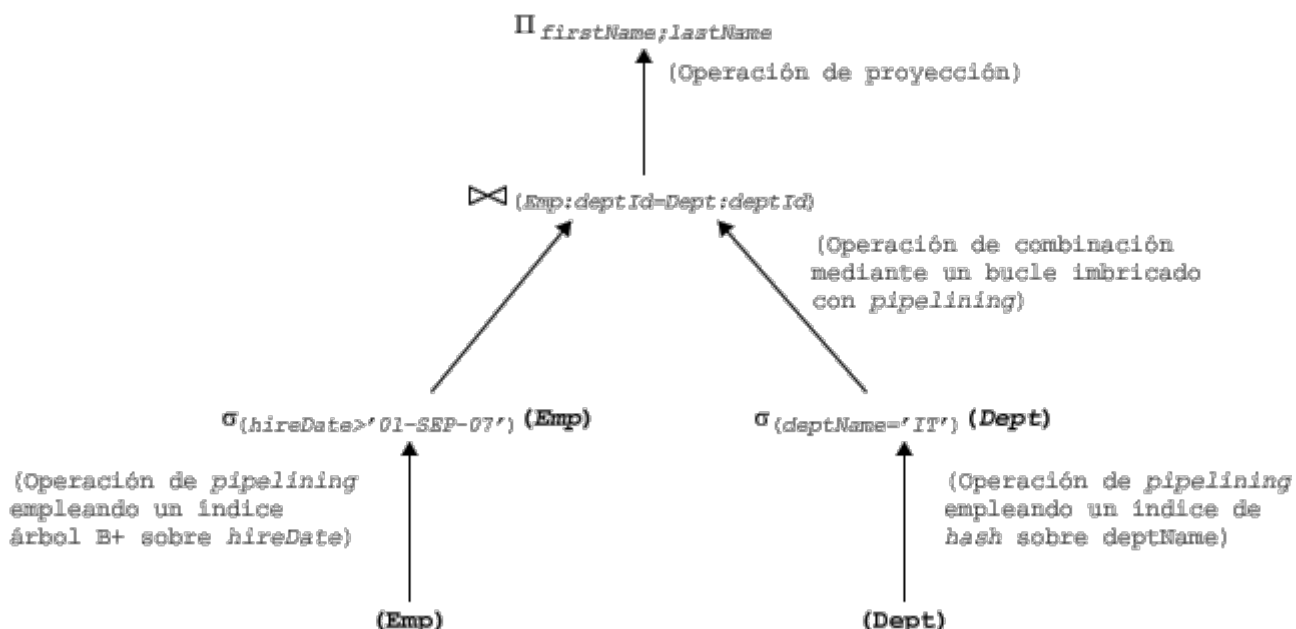 Π firstName;lastName
(Operación de proyección)
⋈ (Emp:deptId=Dept:deptId)
(Operación de combinación
mediante un bucle imbricado
con pipelining)
σ(hireDate>'01-SEP-07') (Emp)
σ(deptName='IT') (Dept)
(Operación de pipelining
empleando un índice
árbol B+ sobre hireDate)
(Operación de pipelining
empleando un índice de
hash sobre deptName)
(Emp)
(Dept)